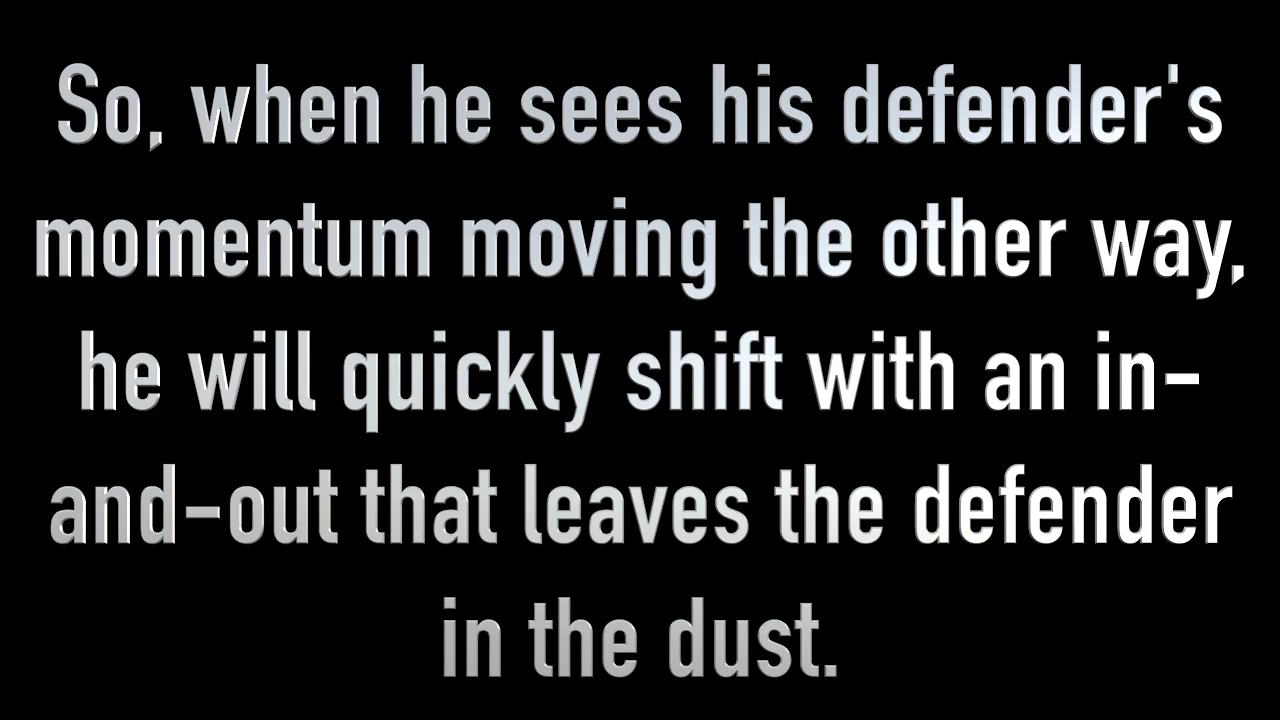 So, when he sees his defender's
momentum moving the other way,
he will quickly shift with an in-
and-out that leaves the defender
in the dust.